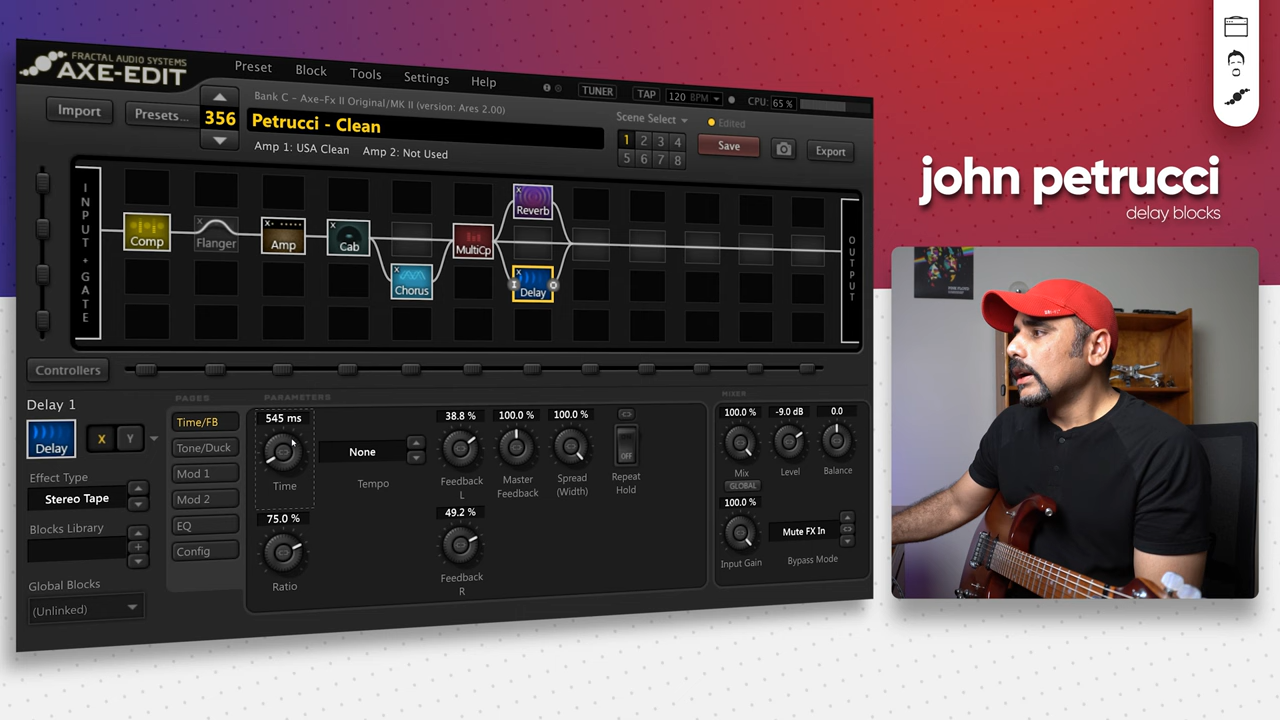 FRACTAL AUDIO SYSTEMS
AXE-EDIT
Preset
Block
Tools
Settings
Help
TUNER
TAP
120 BPM
CPU: 65 %
Import
Presets...
356
Bank C - Axe-Fx II Original/MK II (version: Ares 2.00)
Petrucci - Clean
Amp 1: USA Clean Amp 2: Not Used
Scene Select
1 2 3 4
5 6 7 8
Edited
Save
Export
john petrucci
delay blocks
INPUT + GATE
Comp
X
Flanger
X
Amp
X
Cab
X
Chorus
MultiCp
X
Reverb
X
Delay
OUTPUT
Controllers
Delay 1
Delay
X Y
Effect Type
Stereo Tape
Blocks Library
Global Blocks
(Unlinked)
PAGES
Time/FB
Tone/Duck
Mod 1
Mod 2
EQ
Config
PARAMETERS
545 ms
Time
None
Tempo
38.8 %
Feedback
L
100.0 %
Master
Feedback
100.0 %
Spread
(Width)
OFF
Repeat
Hold
75.0 %
Ratio
49.2 %
Feedback
R
MIXER
100.0 %
Mix
GLOBAL
-9.0 dB
Level
0.0
Balance
100.0 %
Input Gain
Mute FX In
Bypass Mode